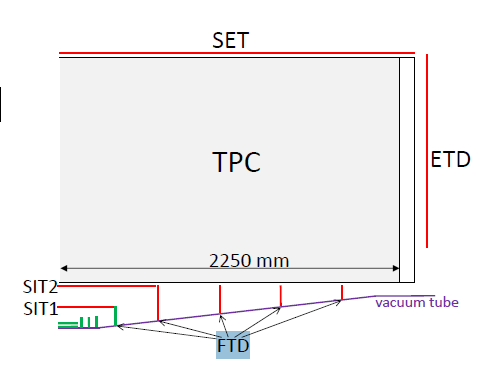 SET
TPC
ETD
2250 mm
SIT2
SIT1
vacuum tube
FTD